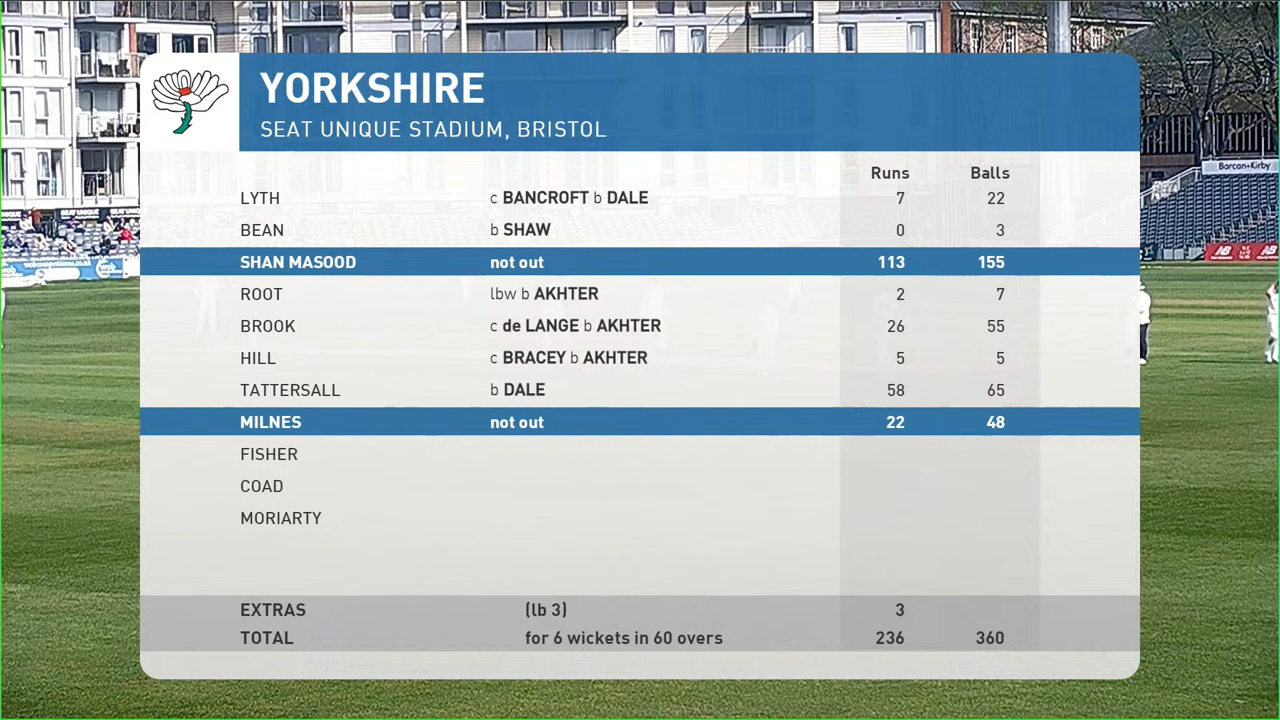 YORKSHIRE
SEAT UNIQUE STADIUM, BRISTOL
Runs Balls
LYTH c BANCROFT b DALE 7 22
BEAN b SHAW 0 3
SHAN MASOOD not out 113 155
ROOT lbw b AKHTER 2 7
BROOK c de LANGE b AKHTER 26 55
HILL c BRACEY b AKHTER 5 5
TATTERSALL b DALE 58 65
MILNES not out 22 48
FISHER
COAD
MORIARTY
EXTRAS (lb 3) 3
TOTAL for 6 wickets in 60 overs 236 360
Barcan+Kirby